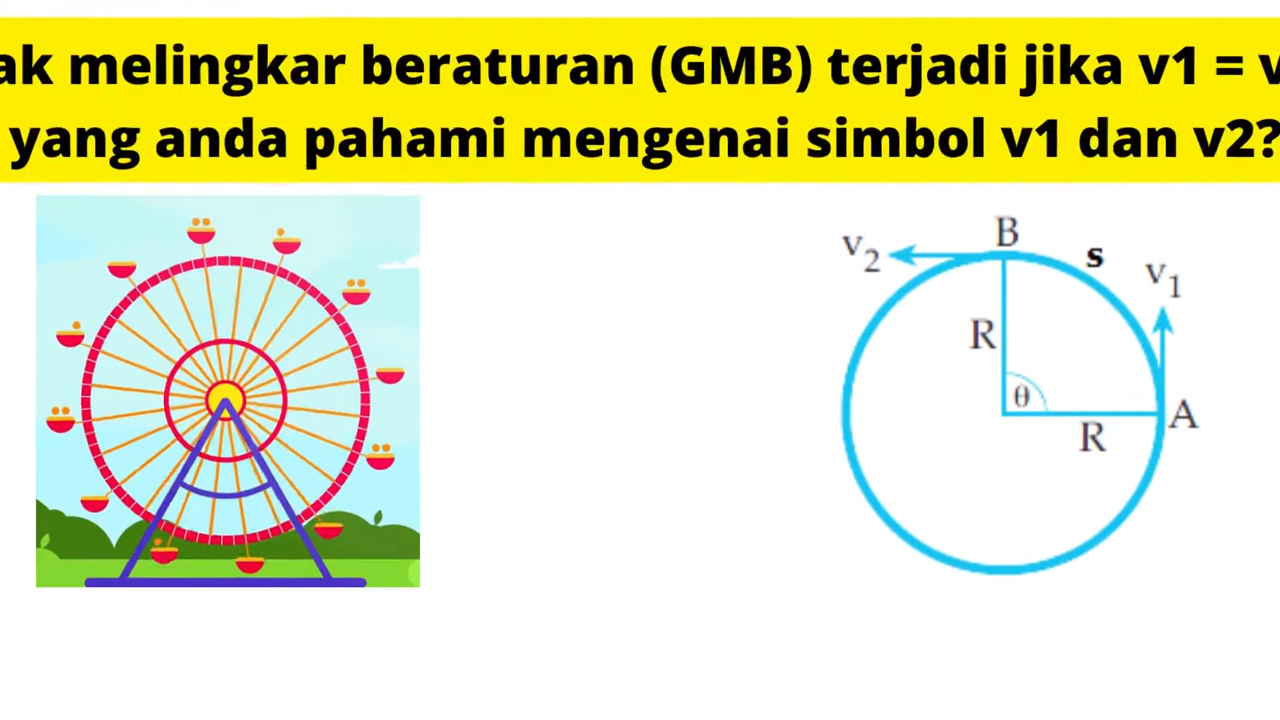 ak melingkar beraturan (GMB) terjadi jika v1 = v
yang anda pahami mengenai simbol v1 dan v2?
B
v2
s
v1
R
θ
A
R